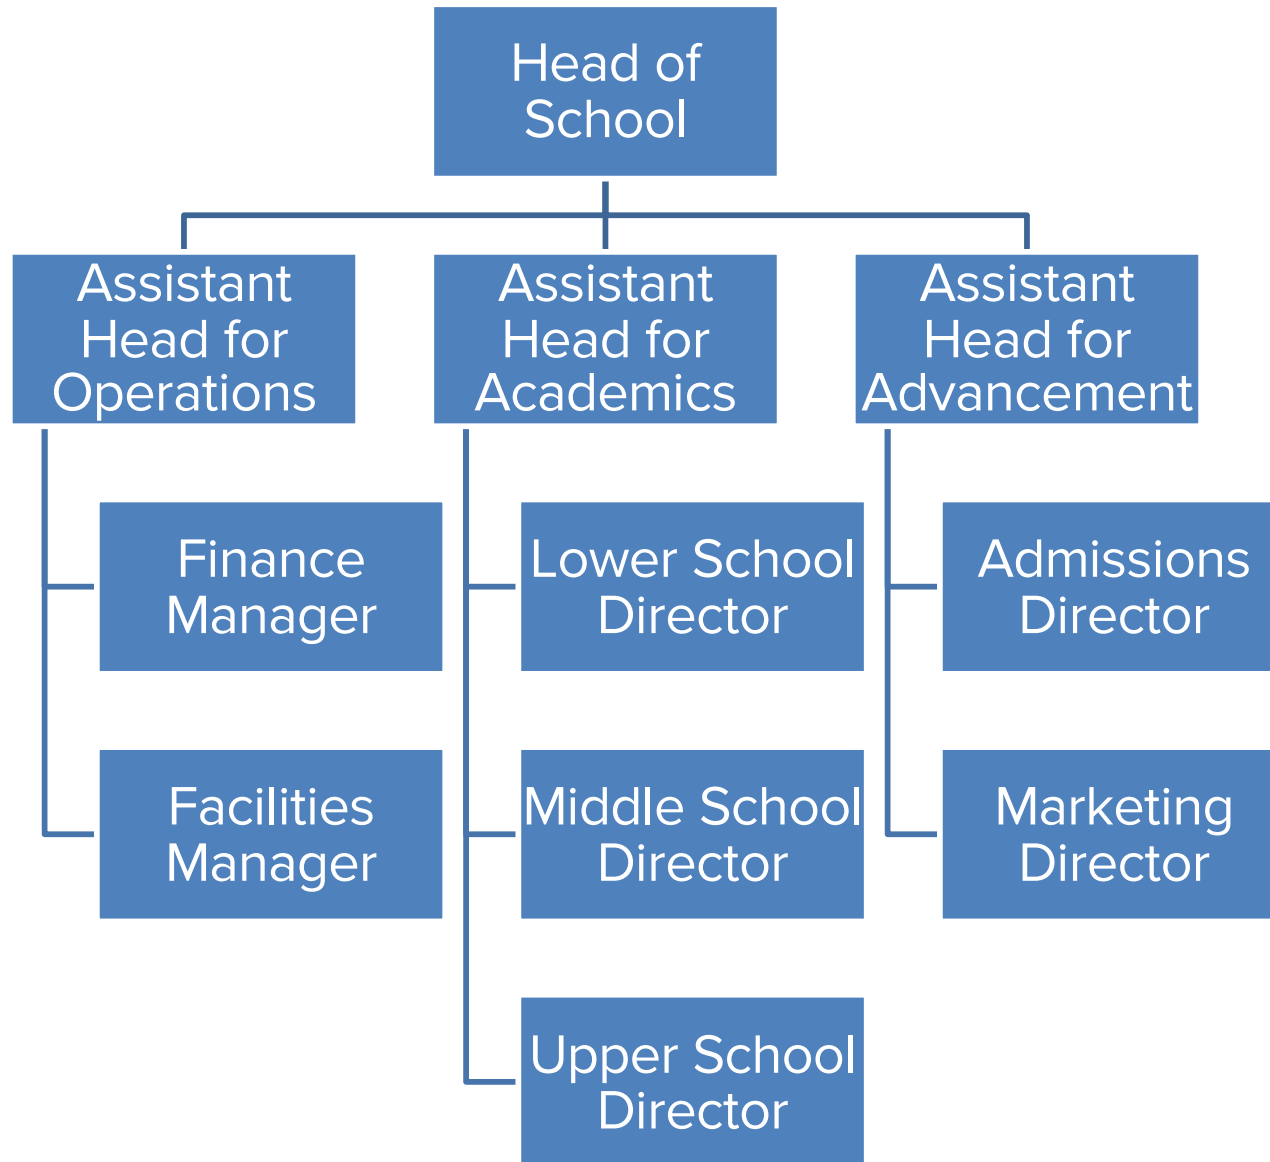 Head of
School
Assistant
Head for
Operations
Assistant
Head for
Academics
Assistant
Head for
Advancement
Finance
Manager
Lower School
Director
Admissions
Director
Facilities
Manager
Middle School
Director
Marketing
Director
Upper School
Director